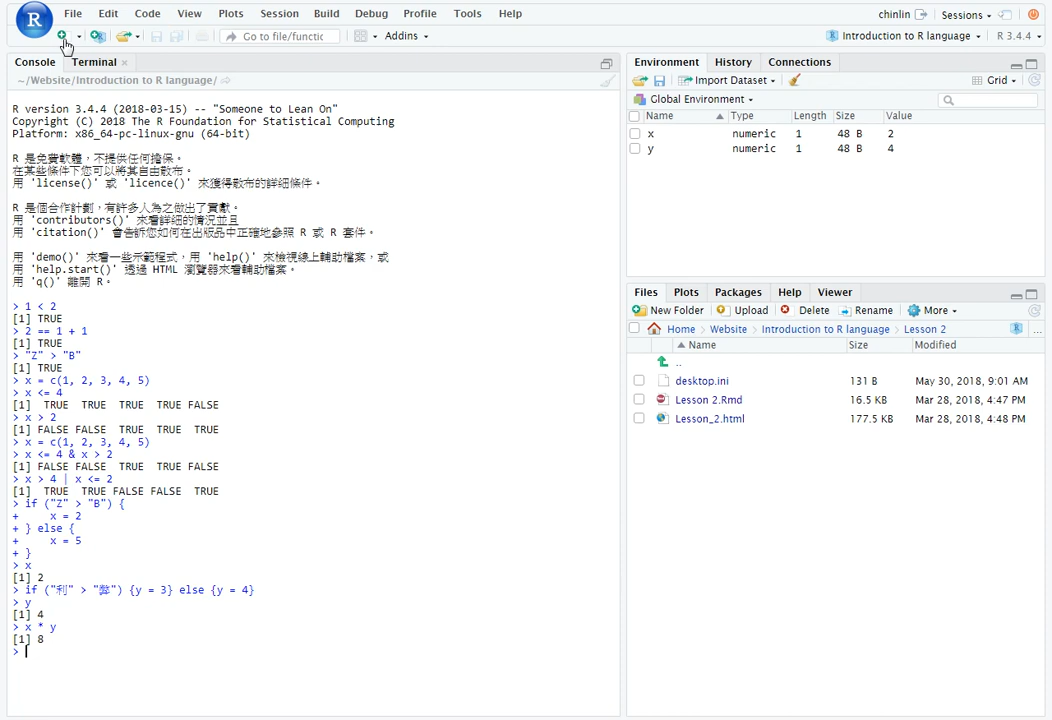 File Edit Code View Plots Session Build Debug Profile Tools Help
chinlin Sessions
Go to file/functic Addins
Introduction to R language R 3.4.4
Console Terminal
~/Website/Introduction to R language/
R version 3.4.4 (2018-03-15) -- "Someone to Lean On"
Copyright (C) 2018 The R Foundation for Statistical Computing
Platform: x86_64-pc-linux-gnu (64-bit)
R 是免費軟體，不提供任何擔保。
在某些條件下您可以將其自由散布。
用 'license()' 或 'licence()' 來獲得散布的詳細條件。
R 是個合作計劃，有許多人為之做出了貢獻。
用 'contributors()' 來看詳細的情況並且
用 'citation()' 會告訴您如何在出版品中正確地參照 R 或 R 套件。
用 'demo()' 來看一些示範程式，用 'help()' 來檢視線上輔助檔案，或
用 'help.start()' 透過 HTML 瀏覽器來看輔助檔案。
用 'q()' 離開 R。
> 1 < 2
[1] TRUE
> 2 == 1 + 1
[1] TRUE
> "Z" > "B"
[1] TRUE
> x = c(1, 2, 3, 4, 5)
> x <= 4
[1] TRUE TRUE TRUE TRUE FALSE
> x > 2
[1] FALSE FALSE TRUE TRUE TRUE
> x = c(1, 2, 3, 4, 5)
> x <= 4 & x > 2
[1] FALSE FALSE TRUE TRUE FALSE
> x > 4 | x <= 2
[1] TRUE TRUE FALSE FALSE TRUE
> if ("Z" > "B") {
+ x = 2
+ } else {
+ x = 5
+ }
> x
[1] 2
> if ("利" > "弊") {y = 3} else {y = 4}
> y
[1] 4
> x * y
[1] 8
>
Environment History Connections
Import Dataset Grid
Global Environment
Name Type Length Size Value
x numeric 1 48 B 2
y numeric 1 48 B 4
Files Plots Packages Help Viewer
New Folder Upload Delete Rename More
Home Website Introduction to R language Lesson 2 ...
Name Size Modified
..
desktop.ini 131 B May 30, 2018, 9:01 AM
Lesson 2.Rmd 16.5 KB Mar 28, 2018, 4:47 PM
Lesson_2.html 177.5 KB Mar 28, 2018, 4:48 PM